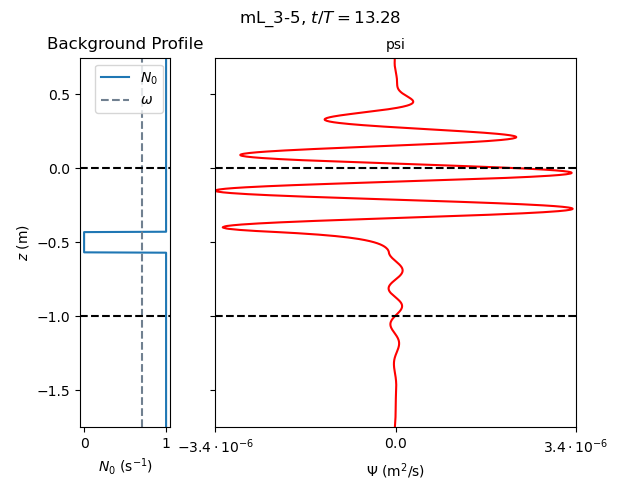 mL_3-5, t/T = 13.28
Background Profile
psi
N₀
ω
0.5
0.0
−0.5
−1.0
−1.5
z (m)
0 1
−3.4 · 10⁻⁶ 0.0 3.4 · 10⁻⁶
N₀ (s⁻¹)
Ψ (m²/s)